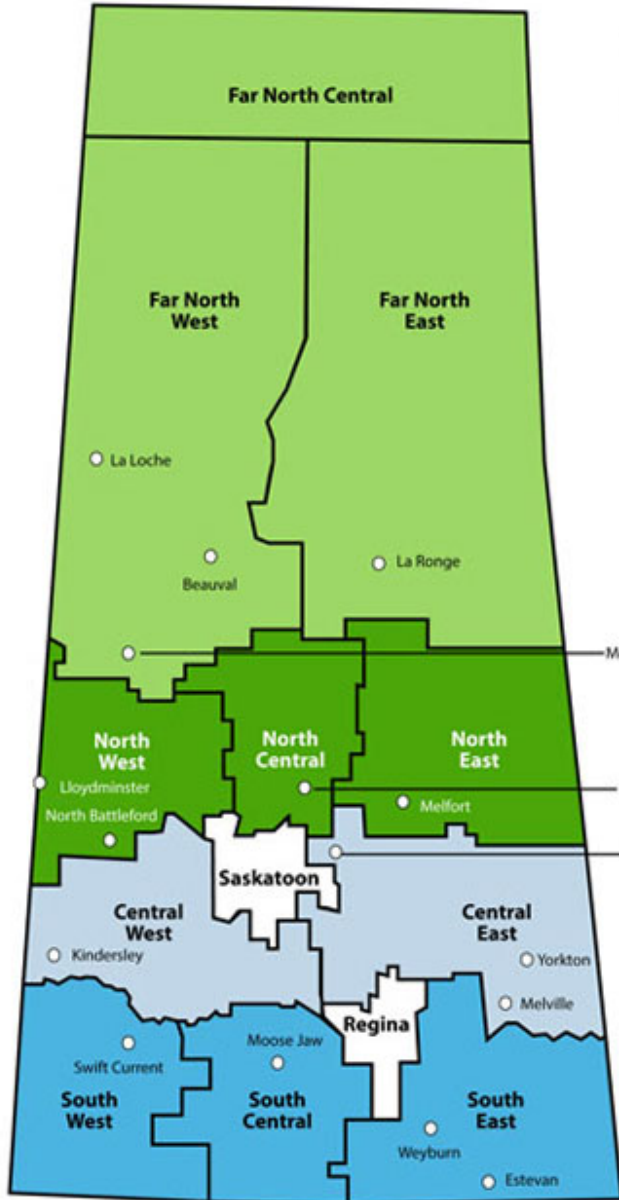 Far North Central
Far North
West
Far North
East
La Loche
Beauval
La Ronge
M
North
West
North
Central
North
East
Lloydminster
North Battleford
Melfort
Saskatoon
Central
West
Central
East
Kindersley
Yorkton
Melville
Regina
Swift Current
Moose Jaw
South
West
South
Central
South
East
Weyburn
Estevan